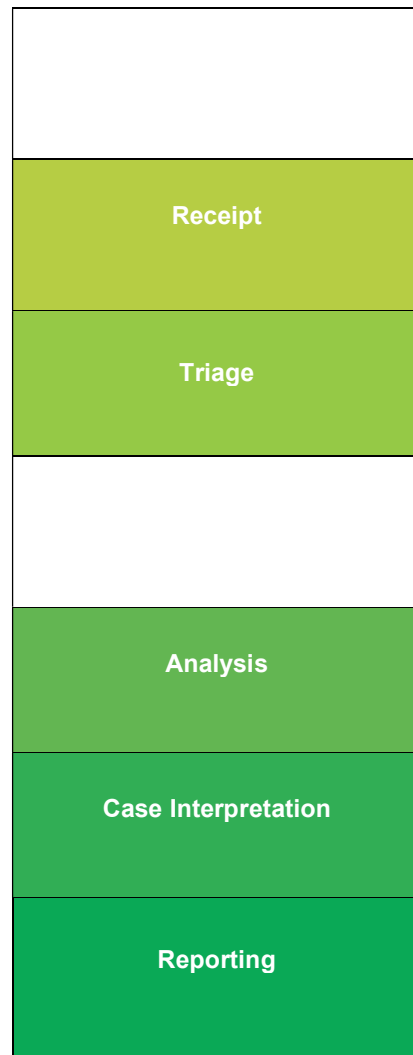 Receipt
Triage
Analysis
Case Interpretation
Reporting